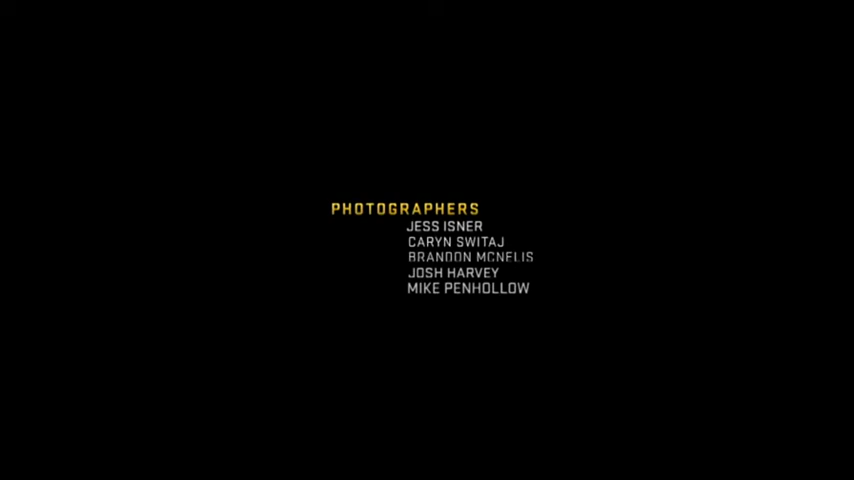 PHOTOGRAPHERS
JESS ISNER
CARYN SWITAJ
BRANDON MCNELIS
JOSH HARVEY
MIKE PENHOLLOW